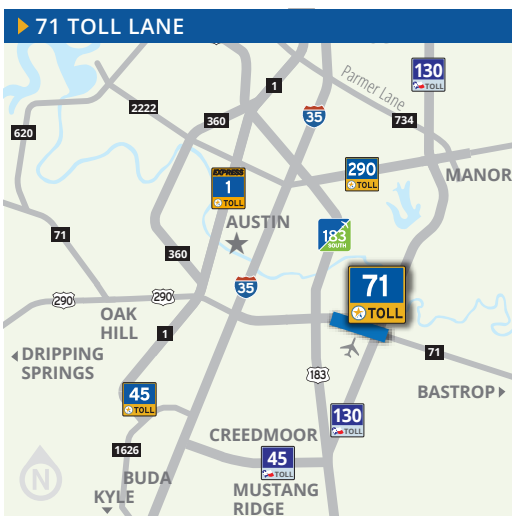 71 TOLL LANE
130
TOLL
Parmer Lane
1
2222
360
35
734
620
290
TOLL
MANOR
EXPRESS
1
TOLL
AUSTIN
183
SOUTH
71
360
35
71
TOLL
290
290
OAK
HILL
1
DRIPPING
SPRINGS
71
183
BASTROP
45
TOLL
130
TOLL
CREEDMOOR
1626
45
TOLL
BUDA
KYLE
MUSTANG
RIDGE
N